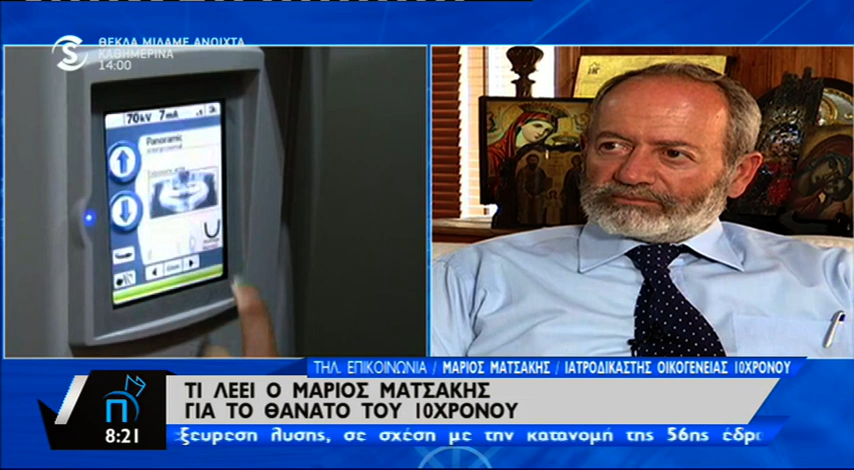 ΘΕΚΛΑ ΜΙΛΑΜΕ ΑΝΟΙΧΤΑ
ΚΑΘΗΜΕΡΙΝΑ
14:00
70kV 7mA
Panoramic
ΤΗΛ. ΕΠΙΚΟΙΝΩΝΙΑ / ΜΑΡΙΟΣ ΜΑΤΣΑΚΗΣ / ΙΑΤΡΟΔΙΚΑΣΤΗΣ ΟΙΚΟΓΕΝΕΙΑΣ 10ΧΡΟΝΟΥ
ΤΙ ΛΕΕΙ Ο ΜΑΡΙΟΣ ΜΑΤΣΑΚΗΣ
ΓΙΑ ΤΟ ΘΑΝΑΤΟ ΤΟΥ 10ΧΡΟΝΟΥ
8:21
ξευρεση λυσης, σε σχέση με την κατανομή της 56ης έδρ